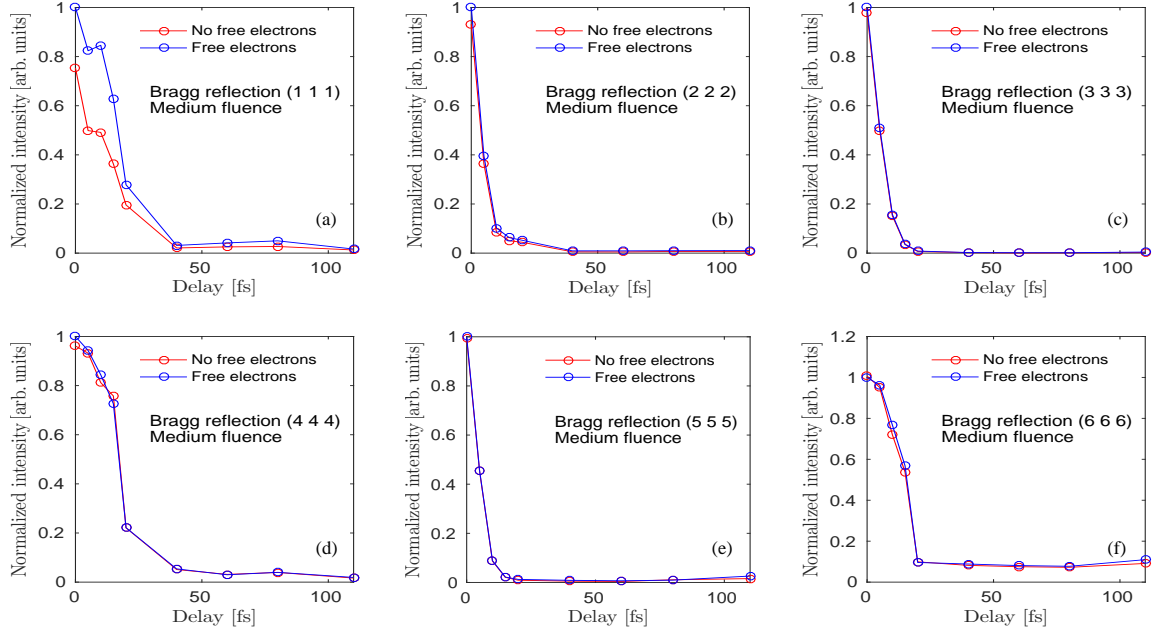 Normalized intensity [arb. units]
1
0.8
0.6
0.4
0.2
0
0
50
100
Delay [fs]
No free electrons
Free electrons
Bragg reflection (1 1 1)
Medium fluence
(a)
Normalized intensity [arb. units]
1
0.8
0.6
0.4
0.2
0
0
50
100
Delay [fs]
No free electrons
Free electrons
Bragg reflection (2 2 2)
Medium fluence
(b)
Normalized intensity [arb. units]
1
0.8
0.6
0.4
0.2
0
0
50
100
Delay [fs]
No free electrons
Free electrons
Bragg reflection (3 3 3)
Medium fluence
(c)
Normalized intensity [arb. units]
1
0.8
0.6
0.4
0.2
0
0
50
100
Delay [fs]
No free electrons
Free electrons
Bragg reflection (4 4 4)
Medium fluence
(d)
Normalized intensity [arb. units]
1
0.8
0.6
0.4
0.2
0
0
50
100
Delay [fs]
No free electrons
Free electrons
Bragg reflection (5 5 5)
Medium fluence
(e)
Normalized intensity [arb. units]
1.2
1
0.8
0.6
0.4
0.2
0
0
50
100
Delay [fs]
No free electrons
Free electrons
Bragg reflection (6 6 6)
Medium fluence
(f)